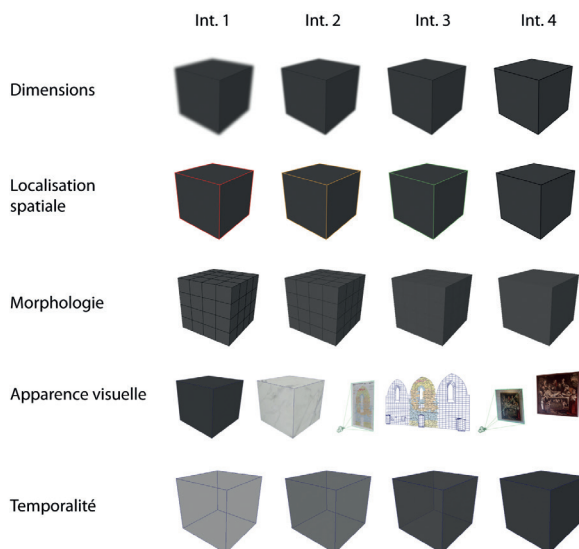 Int. 1 Int. 2 Int. 3 Int. 4
Dimensions
Localisation
spatiale
Morphologie
Apparence visuelle
Temporalité